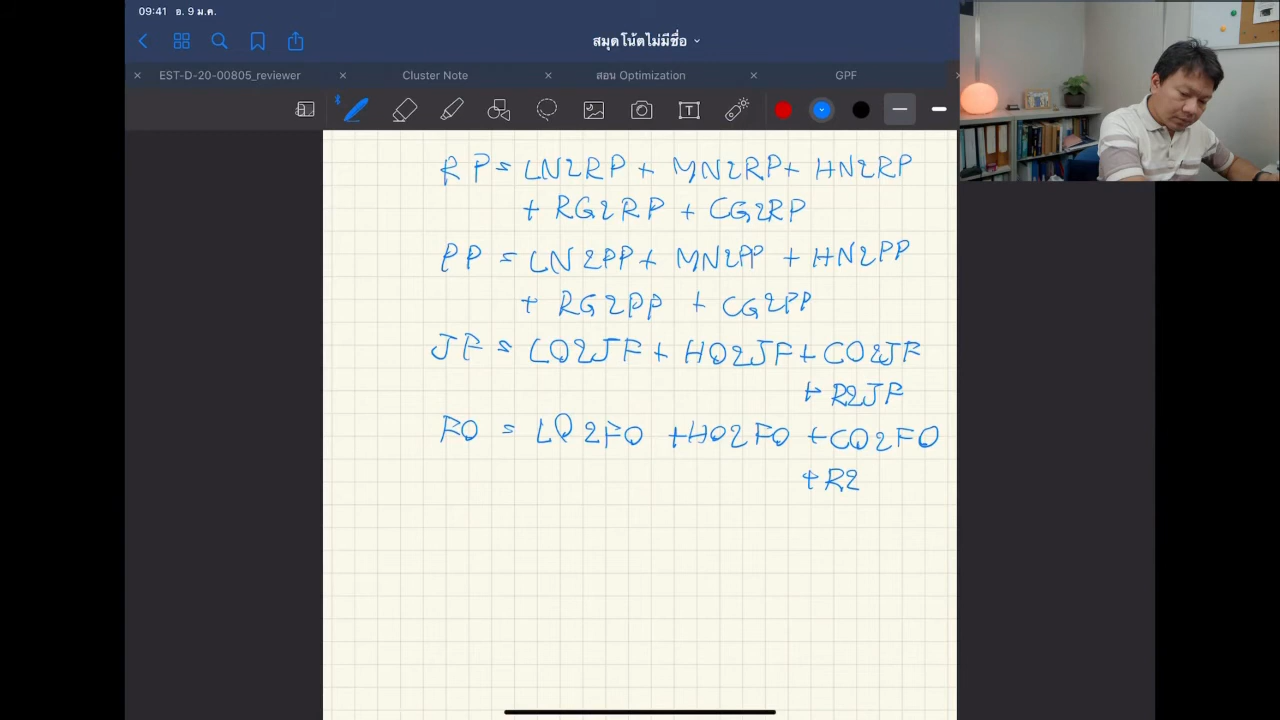 09:41 อ. 9 ม.ค.
สมุดโน้ตไม่มีชื่อ
EST-D-20-00805_reviewer
Cluster Note
สอน Optimization
GPF
RP = LN2RP + MN2RP + HN2RP
+ RG2RP + CG2RP
PP = LN2PP + MN2PP + HN2PP
+ RG2PP + CG2PP
JF = LO2JF + HO2JF + CO2JF
+ R2JF
FO = LO2FO + HO2FO + CO2FO
+ R2